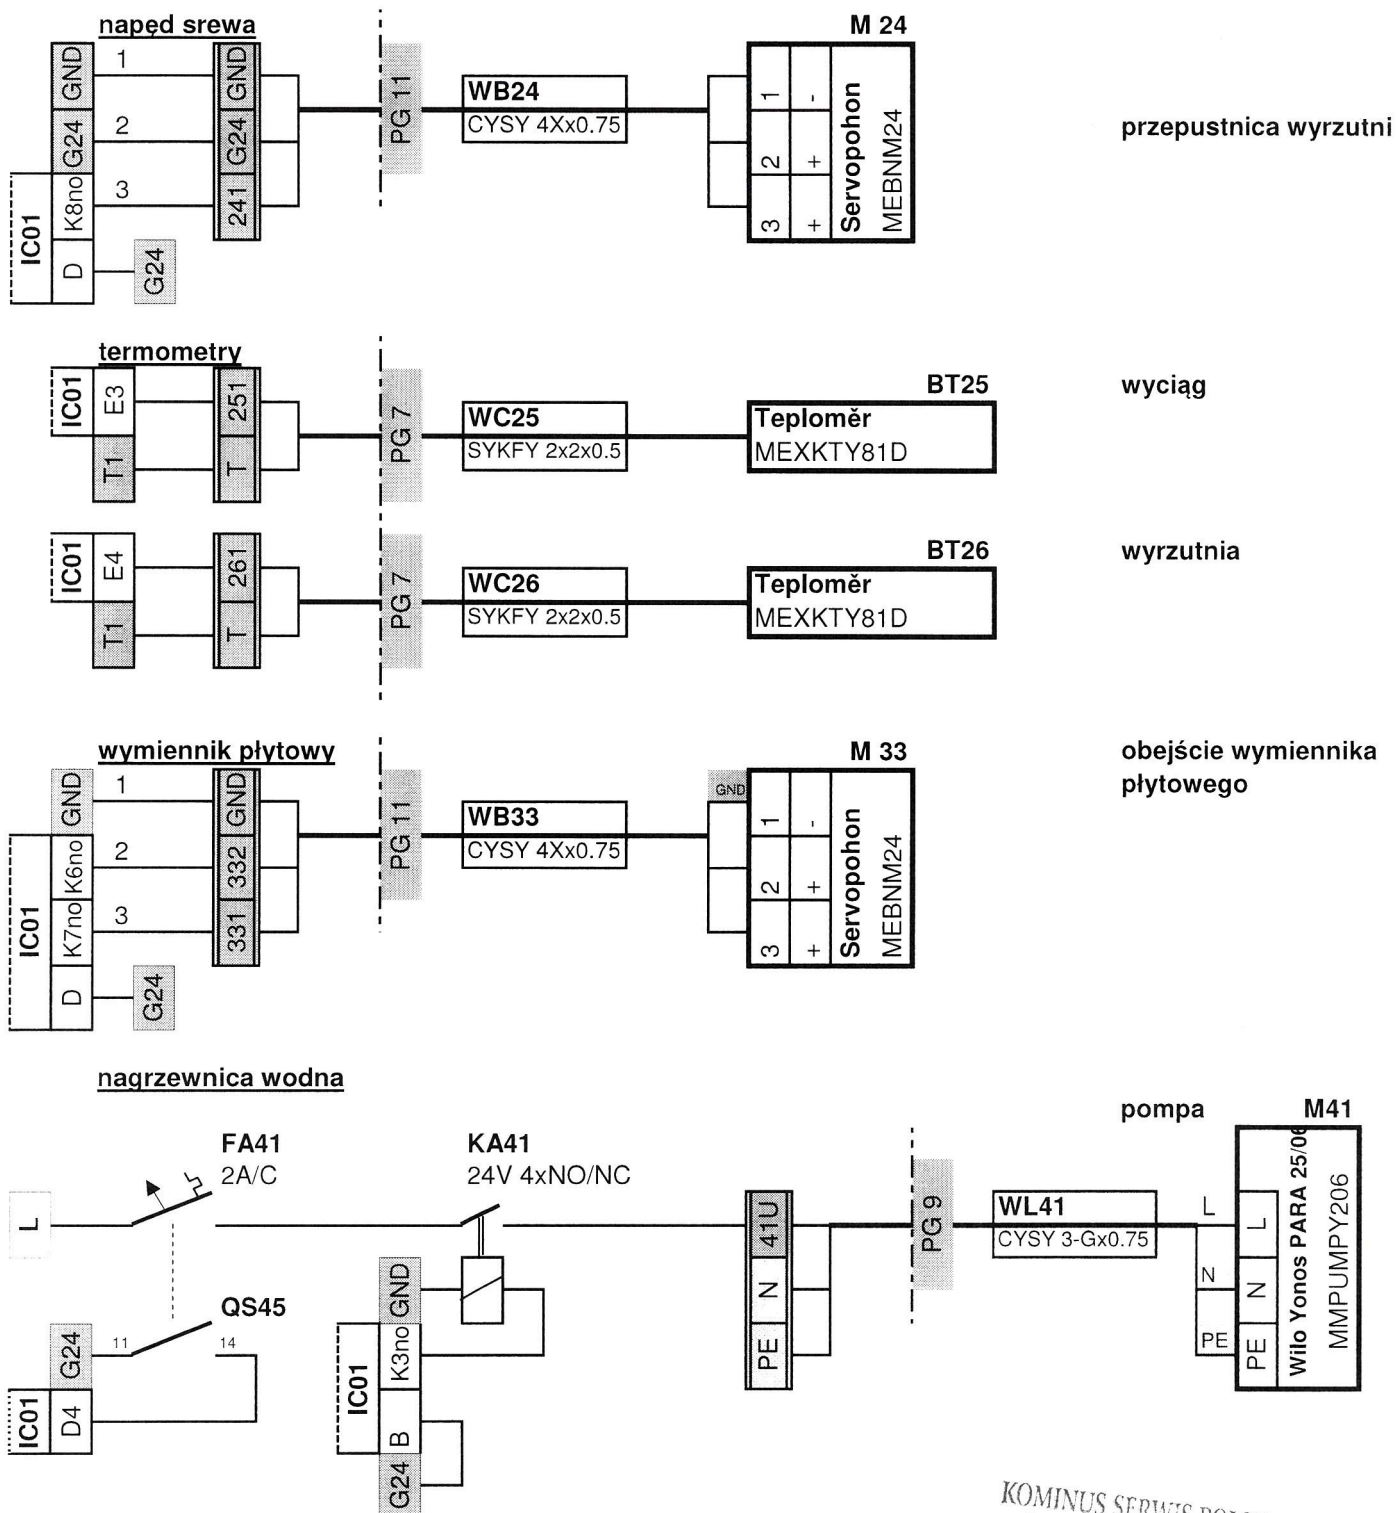 napęd srewa
M 24
GND
1
GND
PG 11
WB24
CYSY 4Xx0.75
1
-
Servopohon
MEBNM24
przepustnica wyrzutni
G24
2
G24
2
+
IC01
K8no
3
241
3
+
D
G24
termometry
BT25
wyciąg
IC01
E3
251
PG 7
WC25
SYKFY 2x2x0.5
Teploměr
MEXKTY81D
T1
T
BT26
wyrzutnia
IC01
E4
261
PG 7
WC26
SYKFY 2x2x0.5
Teploměr
MEXKTY81D
T1
T
wymiennik płytowy
M 33
obejście wymiennika
płytowego
GND
1
GND
PG 11
WB33
CYSY 4Xx0.75
GND
1
-
Servopohon
MEBNM24
IC01
K6no
2
332
2
+
K7no
3
331
3
+
D
G24
nagrzewnica wodna
pompa
M41
FA41
2A/C
KA41
24V 4xNO/NC
L
41U
PG 9
WL41
CYSY 3-Gx0.75
L
L
Wilo Yonos PARA 25/06
MMPUMPY206
GND
N
N
N
QS45
G24
11
14
IC01
K3no
PE
PE
PE
IC01
D4
B
G24
KOMINUS SERWIS